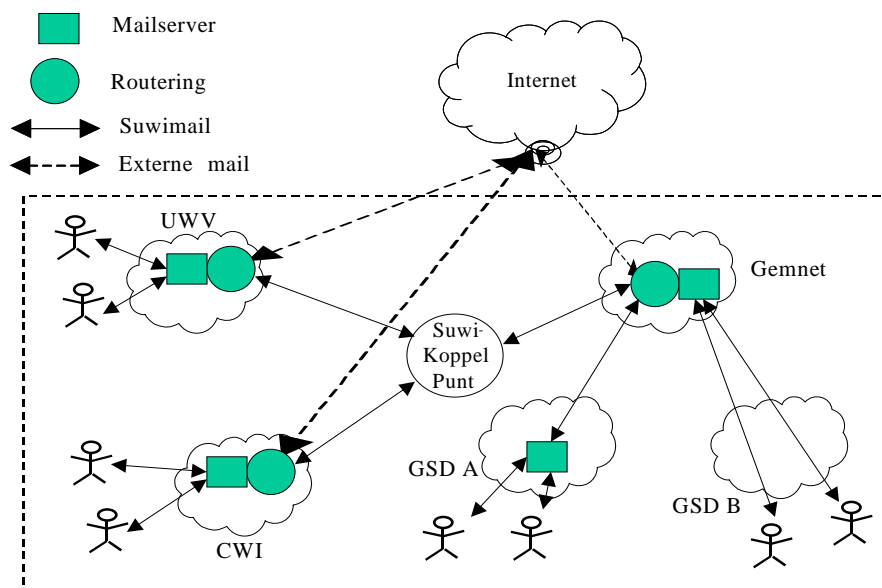 Mailserver
Routering
Suwimail
Externe mail
Internet
UWV
Gemnet
Suwi-
Koppel
Punt
GSD A
GSD B
CWI